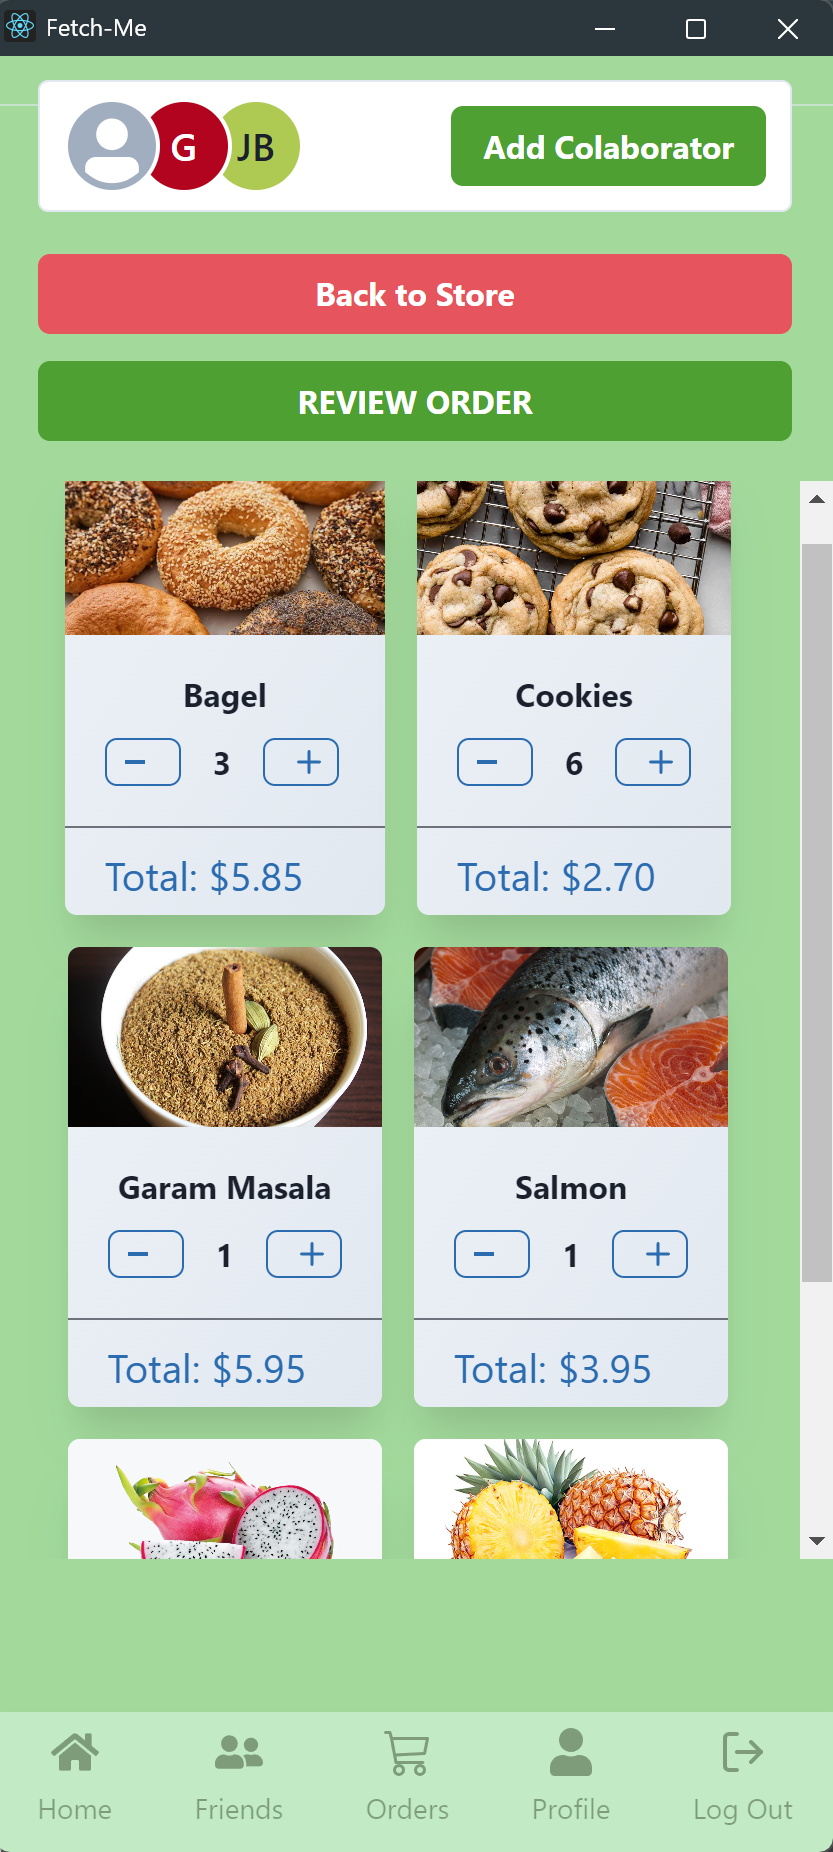 Fetch-Me
G
JB
Add Colaborator
Back to Store
REVIEW ORDER
Bagel
3
Total: $5.85
Cookies
6
Total: $2.70
Garam Masala
1
Total: $5.95
Salmon
1
Total: $3.95
Home
Friends
Orders
Profile
Log Out